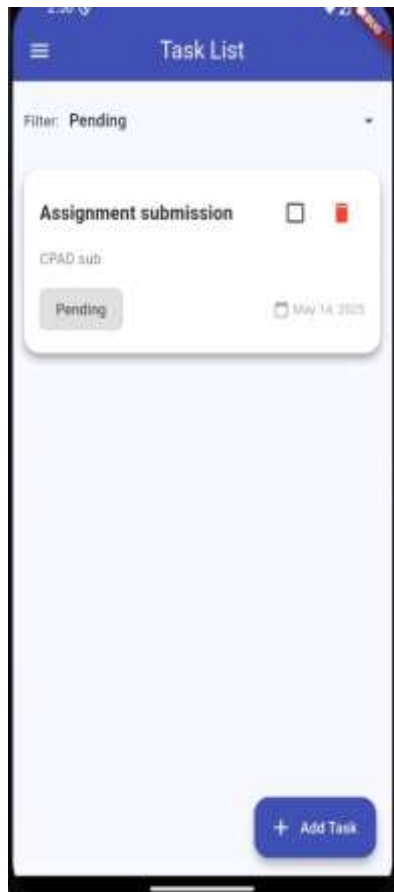 Task List
Filter: Pending
Assignment submission
CPAD sub
Pending
May 14, 2025
+ Add Task